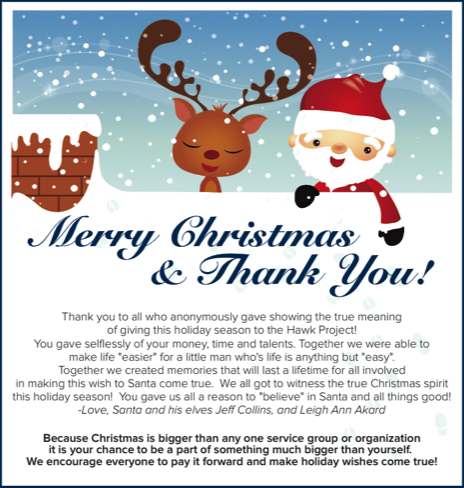 Merry Christmas
& Thank You!
Thank you to all who anonymously gave showing the true meaning
of giving this holiday season to the Hawk Project!
You gave selflessly of your money, time and talents. Together we were able to
make life "easier" for a little man who's life is anything but "easy".
Together we created memories that will last a lifetime for all involved
in making this wish to Santa come true. We all got to witness the true Christmas spirit
this holiday season! You gave us all a reason to "believe" in Santa and all things good!
-Love, Santa and his elves Jeff Collins, and Leigh Ann Akard
Because Christmas is bigger than any one service group or organization
it is your chance to be a part of something much bigger than yourself.
We encourage everyone to pay it forward and make holiday wishes come true!